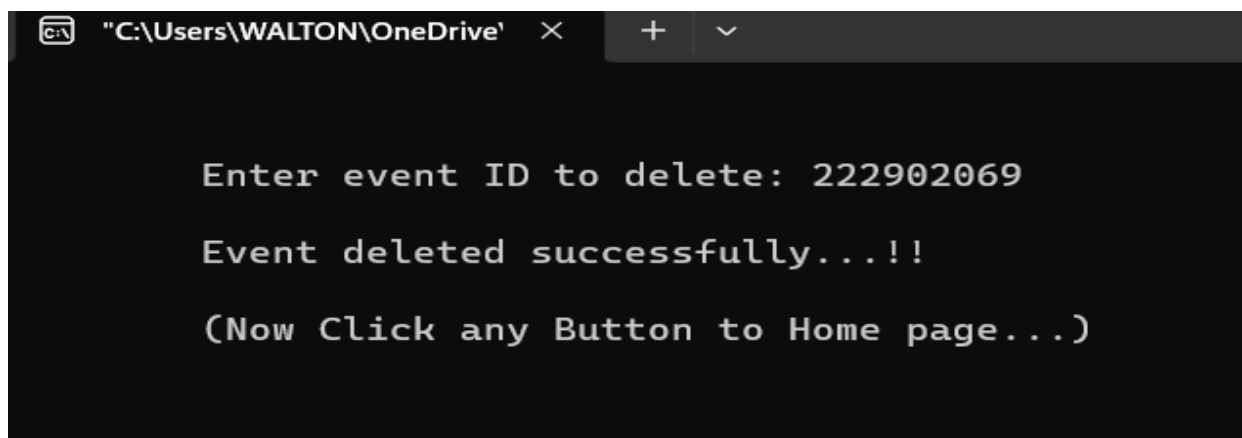 "C:\Users\WALTON\OneDrive'
Enter event ID to delete: 222902069
Event deleted successfully...!!
(Now Click any Button to Home page...)